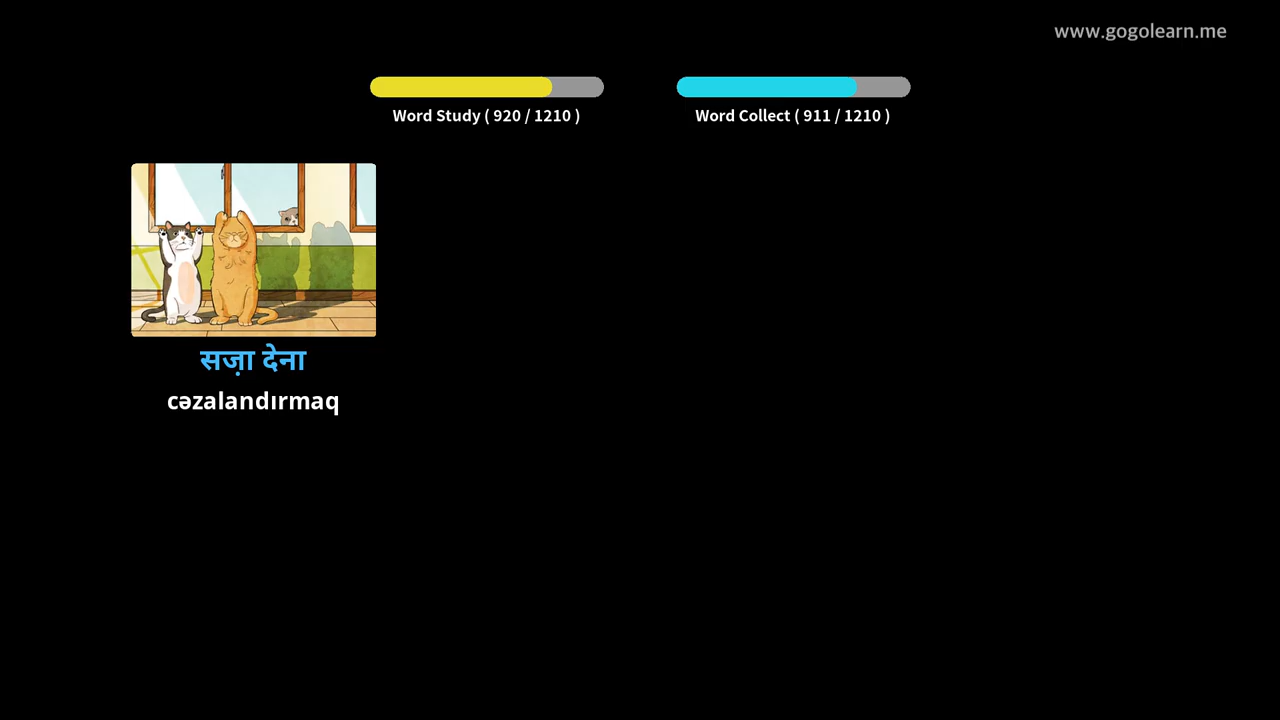 www.gogolearn.me
Word Study ( 920 / 1210 )
Word Collect ( 911 / 1210 )
सज़ा देना
cəzalandırmaq